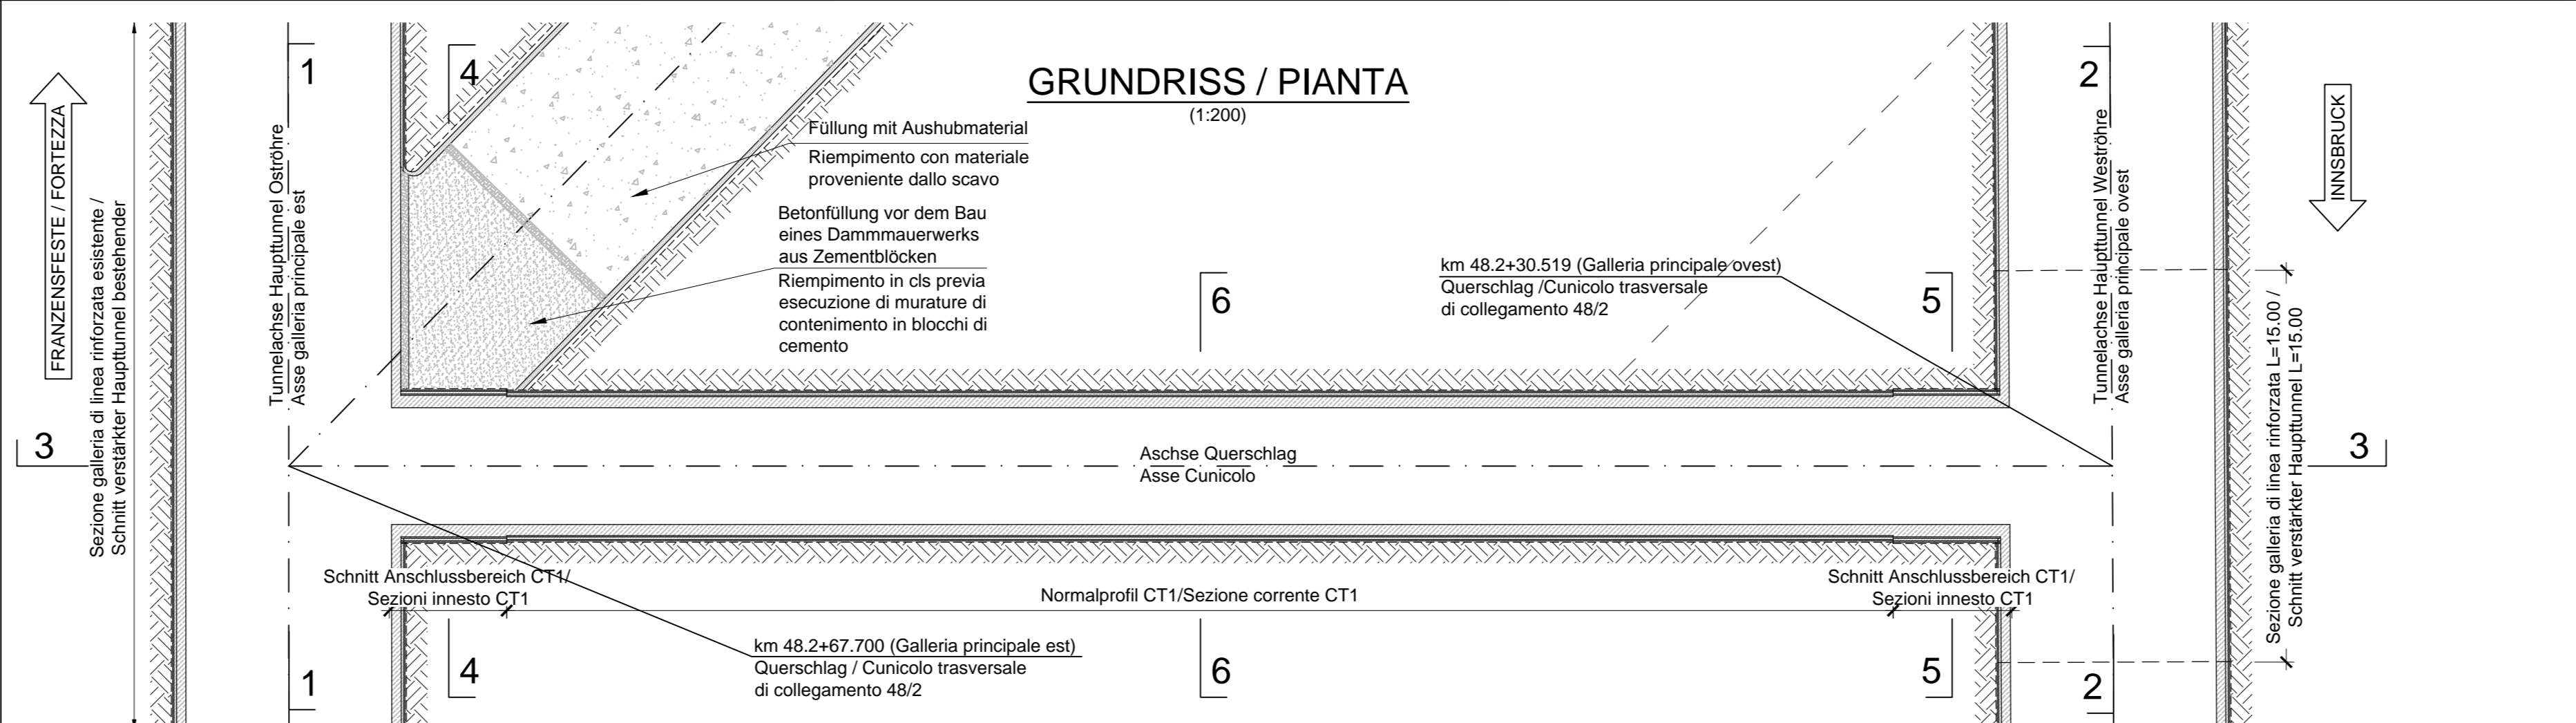 GRUNDRISS / PIANTA
(1:200)
FRANZENSFESTE / FORTEZZA
Sezione galleria di linea rinforzata esistente /
Schnitt verstärker Haupttunnel bestehender
Tunnelachse Haupttunnel Oströhre
Asse galleria principale est
1
4
Füllung mit Aushubmaterial
Riempimento con materiale
proveniente dallo scavo
Betonfüllung vor dem Bau
eines Dammmauerwerks
aus Zementblöcken
Riempimento in cls previa
esecuzione di murature di
contenimento in blocchi di
cemento
6
km 48.2+30.519 (Galleria principale ovest)
Querschlag /Cunicolo trasversale
di collegamento 48/2
5
2
Tunnelachse Haupttunnel Weströhre
Asse galleria principale ovest
INNSBRUCK
Sezione galleria di linea rinforzata L=15.00 /
Schnitt verstärker Haupttunnel L=15.00
3
Aschse Querschlag
Asse Cunicolo
3
Schnitt Anschlussbereich CT1/
Sezioni innesto CT1
Normalprofil CT1/Sezione corrente CT1
Schnitt Anschlussbereich CT1/
Sezioni innesto CT1
km 48.2+67.700 (Galleria principale est)
Querschlag / Cunicolo trasversale
di collegamento 48/2
1
4
6
5
2